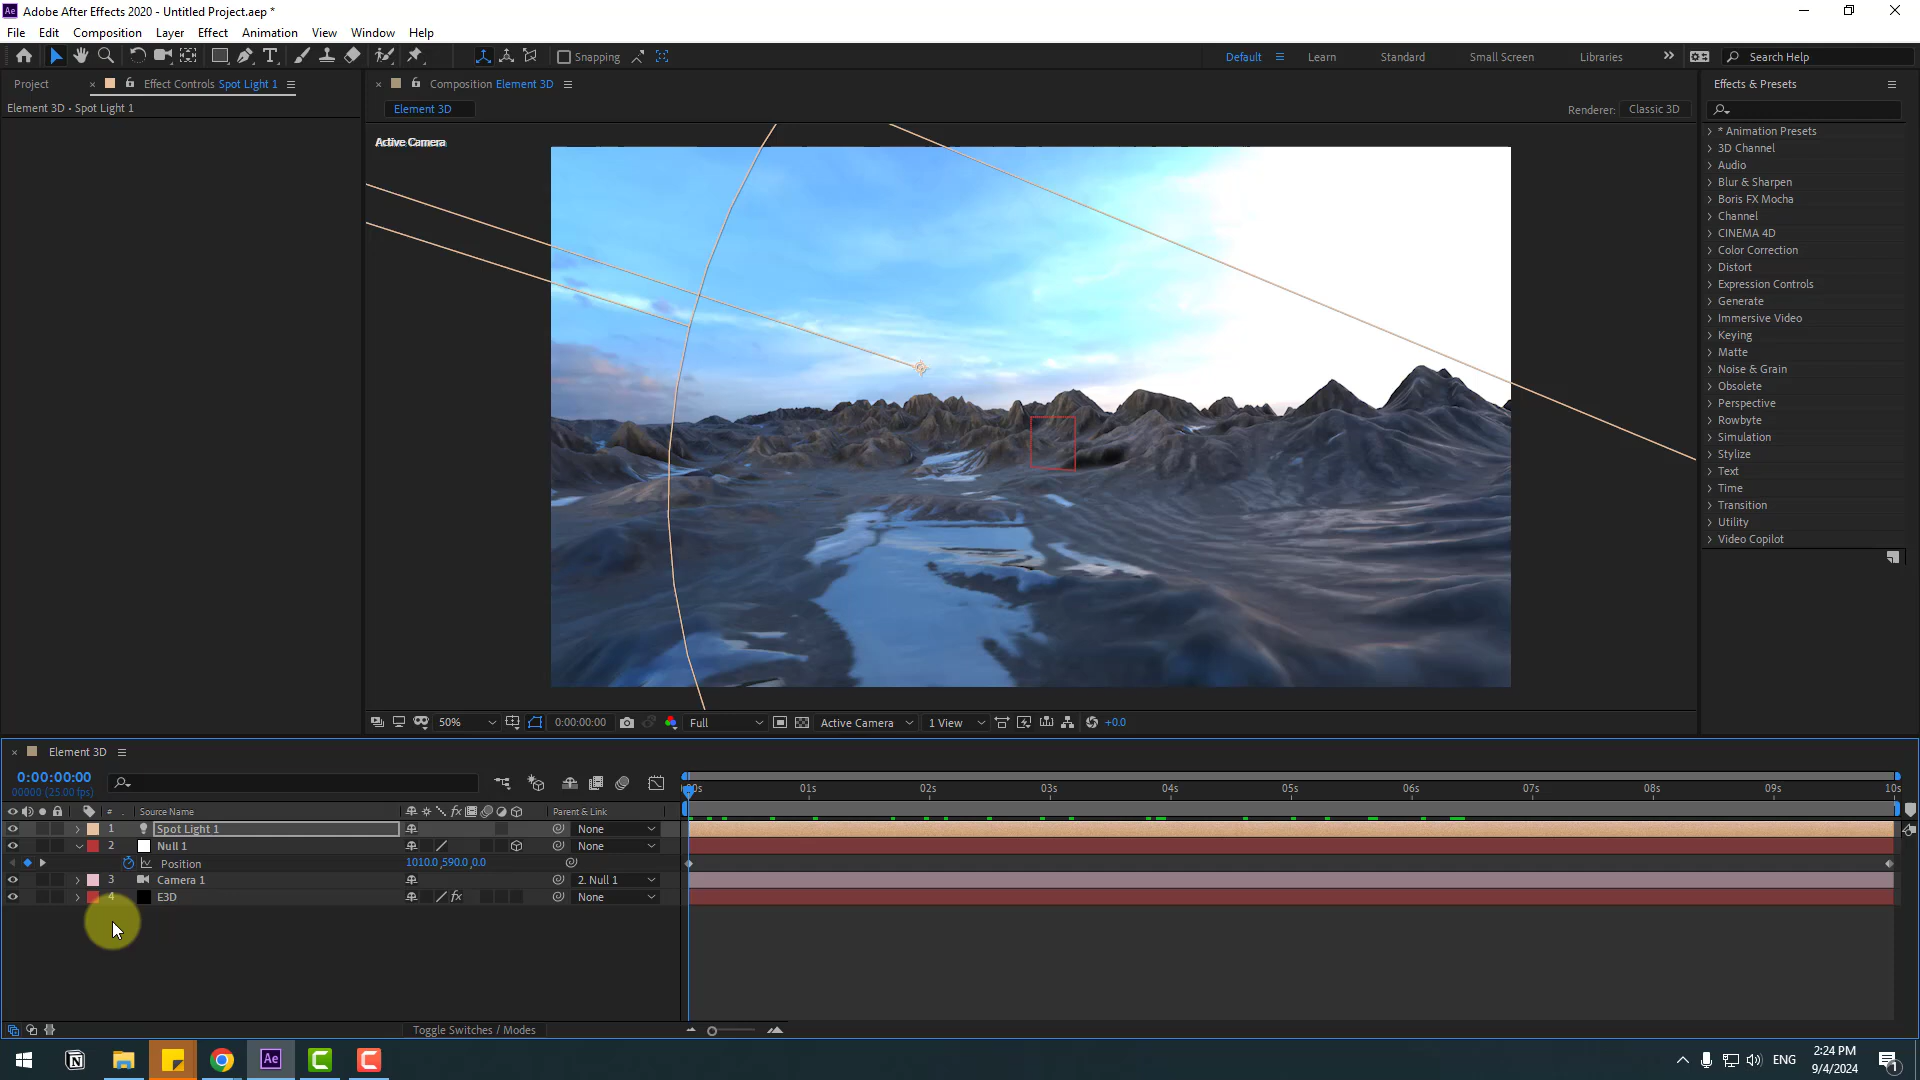 Adobe After Effects 2020 - Untitled Project.aep *
File Edit Composition Layer Effect Animation View Window Help
Snapping Default Learn Standard Small Screen Libraries Search Help
Project Effect Controls Spot Light 1 Composition Element 3D Effects & Presets
Element 3D • Spot Light 1
Element 3D
Renderer: Classic 3D
Active Camera
* Animation Presets
3D Channel
Audio
Blur & Sharpen
Boris FX Mocha
Channel
CINEMA 4D
Color Correction
Distort
Expression Controls
Generate
Immersive Video
Keying
Matte
Noise & Grain
Obsolete
Perspective
Rowbyte
Simulation
Stylize
Text
Time
Transition
Utility
Video Copilot
50% 0:00:00:00 Full Active Camera 1 View +0.0
Element 3D
0:00:00:00
00000 (25.00 fps)
01s 02s 03s 04s 05s 06s 07s 08s 09s 10s
# Source Name fx Parent & Link
1 Spot Light 1 None
2 Null 1 None
Position 1010.0,590.0,0.0
3 Camera 1 2. Null 1
4 E3D fx None
Toggle Switches / Modes
Ae
ENG
2:24 PM
9/4/2024
1